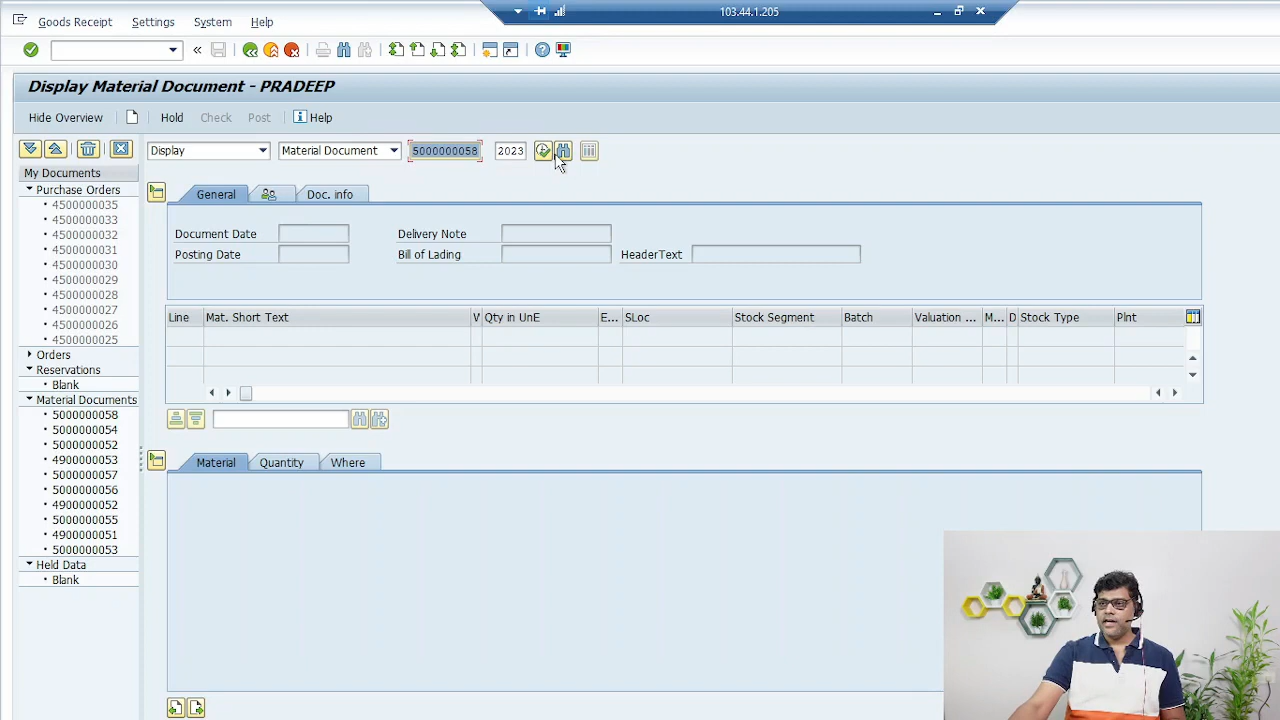 103.44.1.205
Goods Receipt Settings System Help
Display Material Document - PRADEEP
Hide Overview Hold Check Post Help
Display Material Document 5000000058 2023
My Documents
Purchase Orders
4500000035
4500000033
4500000032
4500000031
4500000030
4500000029
4500000028
4500000027
4500000026
4500000025
Orders
Reservations
Blank
Material Documents
5000000058
5000000054
5000000052
4900000053
5000000057
5000000056
4900000052
5000000055
4900000051
5000000053
Held Data
Blank
General Doc. info
Document Date Delivery Note
Posting Date Bill of Lading HeaderText
Line Mat. Short Text V Qty in UnE E... SLoc Stock Segment Batch Valuation ... M... D Stock Type Plnt
Material Quantity Where